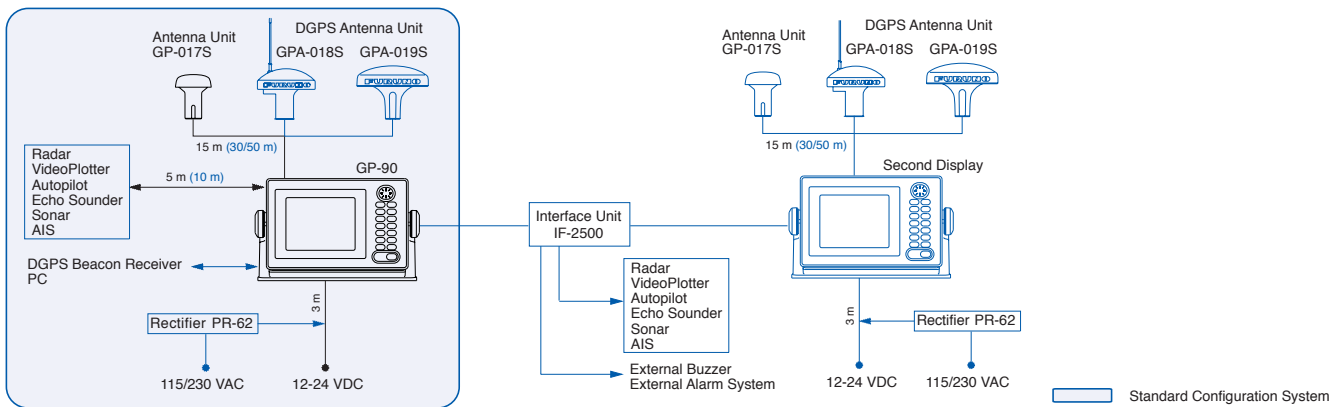 Antenna Unit
GP-017S
DGPS Antenna Unit
GPA-018S GPA-019S
FURUNO FURUNO
15 m (30/50 m)
Radar
VideoPlotter
Autopilot
Echo Sounder
Sonar
AIS
5 m (10 m)
GP-90
DGPS Beacon Receiver
PC
3 m
Rectifier PR-62
115/230 VAC
12-24 VDC
Interface Unit
IF-2500
Radar
VideoPlotter
Autopilot
Echo Sounder
Sonar
AIS
External Buzzer
External Alarm System
Antenna Unit
GP-017S
DGPS Antenna Unit
GPA-018S GPA-019S
FURUNO FURUNO
15 m (30/50 m)
Second Display
3 m
Rectifier PR-62
12-24 VDC
115/230 VAC
Standard Configuration System